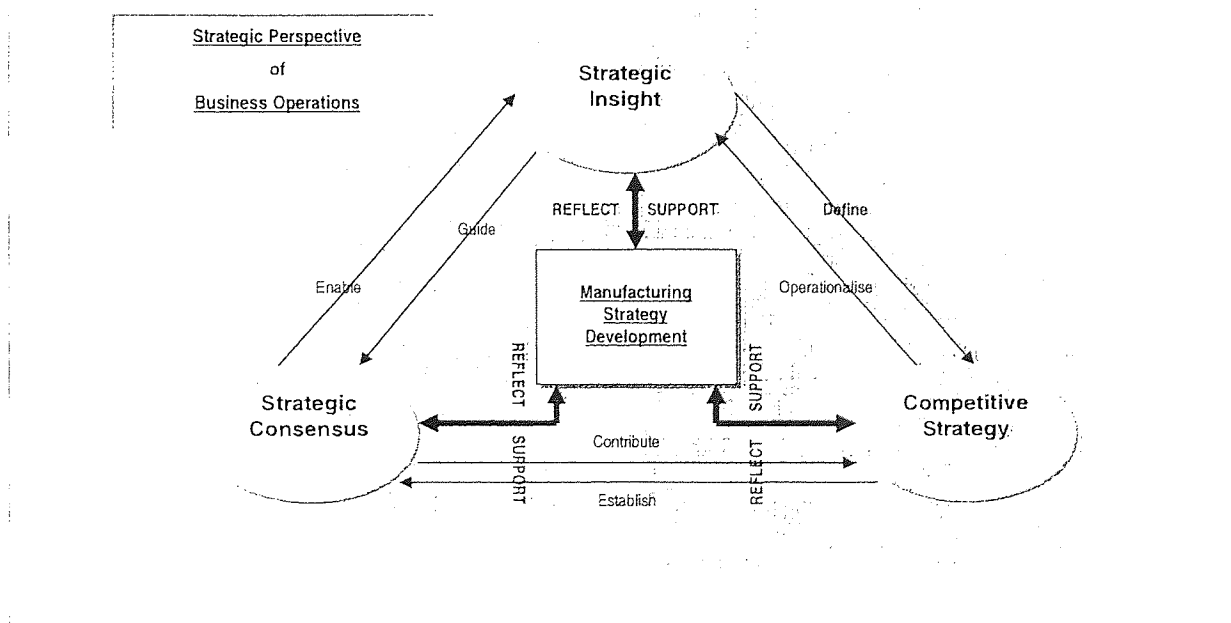 Strategic Perspective
of
Business Operations
Strategic
Insight
REFLECT SUPPORT
Define
Guide
Enable
Operationalise
Manufacturing
Strategy
Development
REFLECT
SUPPORT
Strategic
Consensus
Competitive
Strategy
Contribute
SUPPORT
REFLECT
Establish